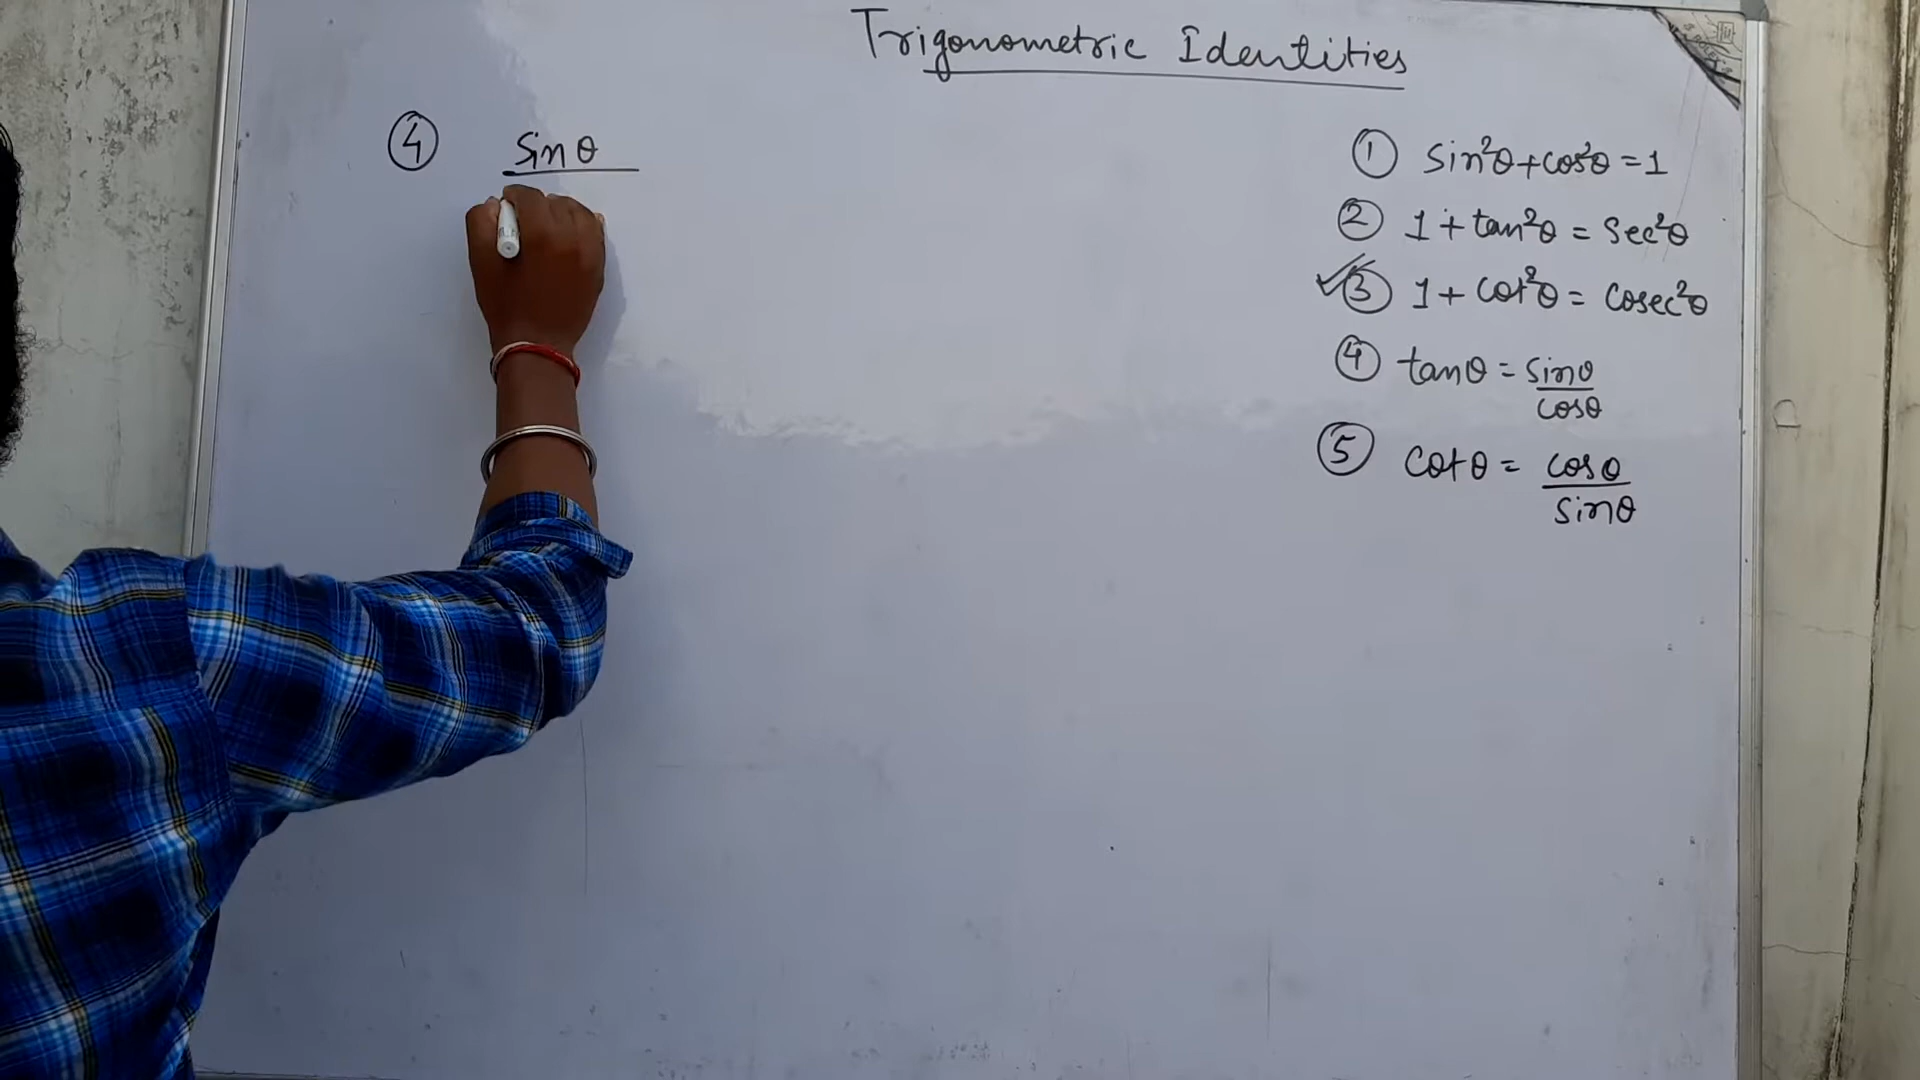 Trigonometric Identities
④ Sinθ
① Sin²θ+cos²θ=1
② 1+tan²θ = Sec²θ
✓③ 1+cot²θ = Cosec²θ
④ tanθ = Sinθ/cosθ
⑤ Cotθ = cosθ/sinθ